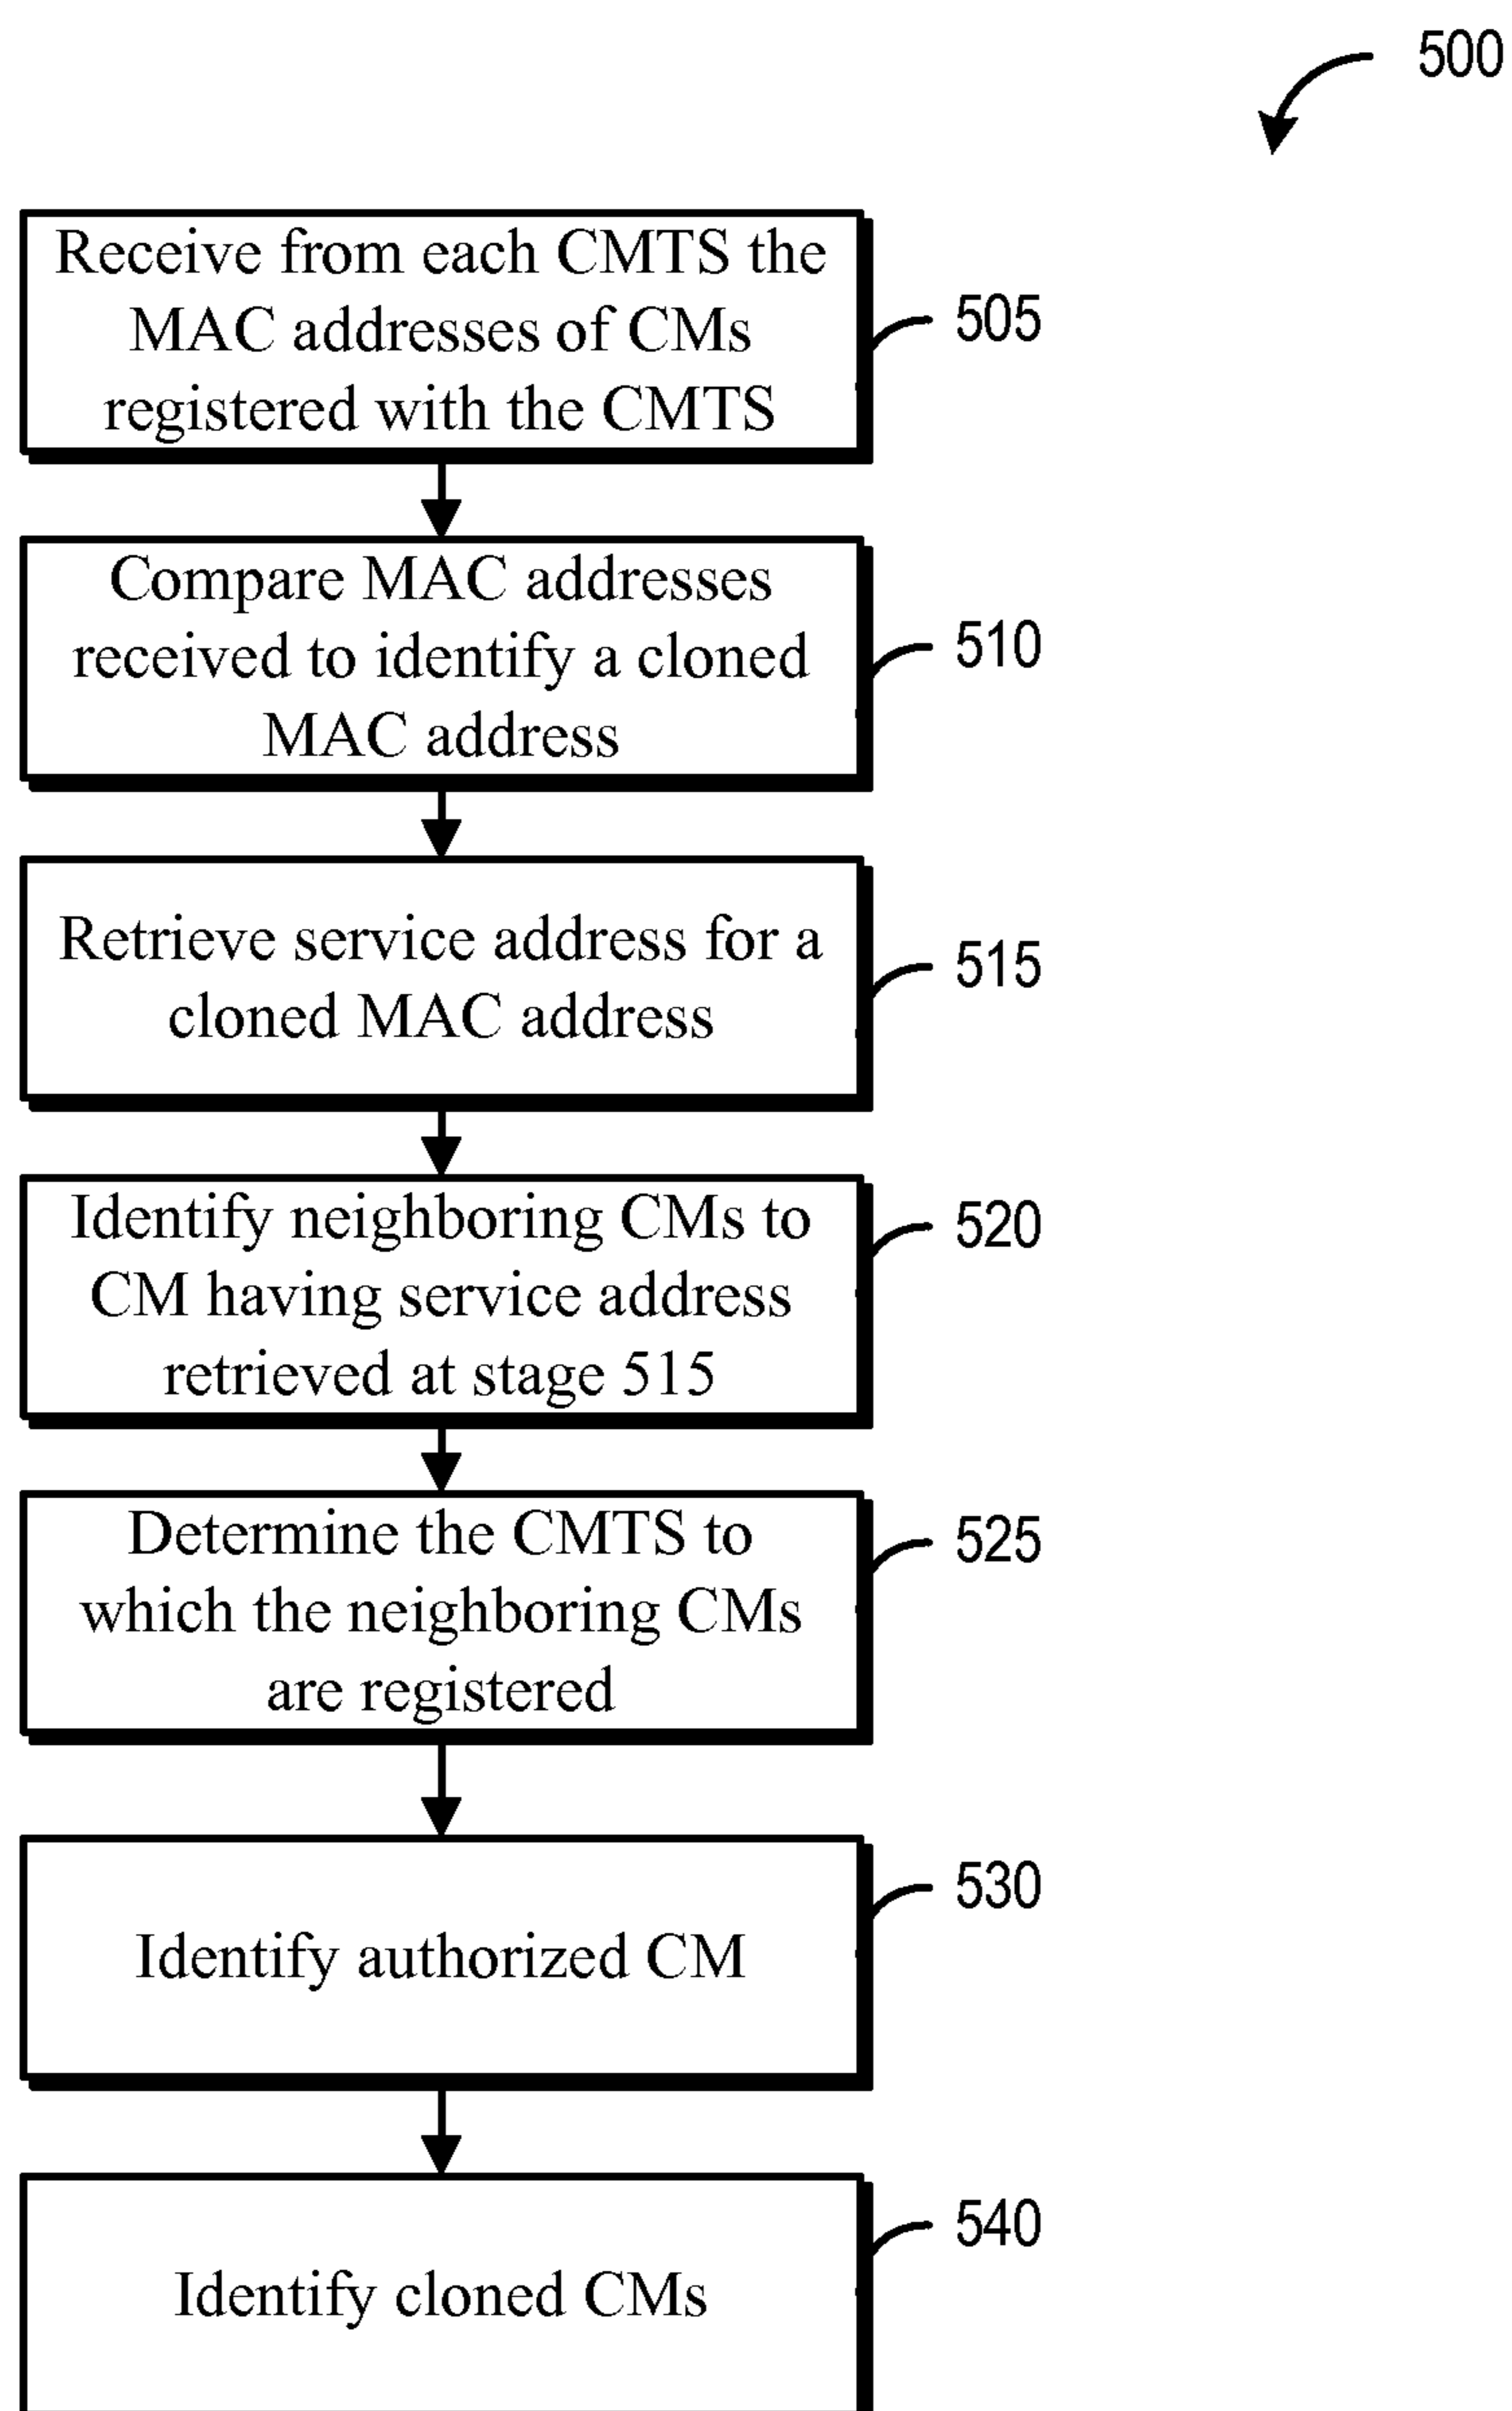 500
Receive from each CMTS the
MAC addresses of CMs
registered with the CMTS
505
Compare MAC addresses
received to identify a cloned
MAC address
510
Retrieve service address for a
cloned MAC address
515
Identify neighboring CMs to
CM having service address
retrieved at stage 515
520
Determine the CMTS to
which the neighboring CMs
are registered
525
Identify authorized CM
530
Identify cloned CMs
540